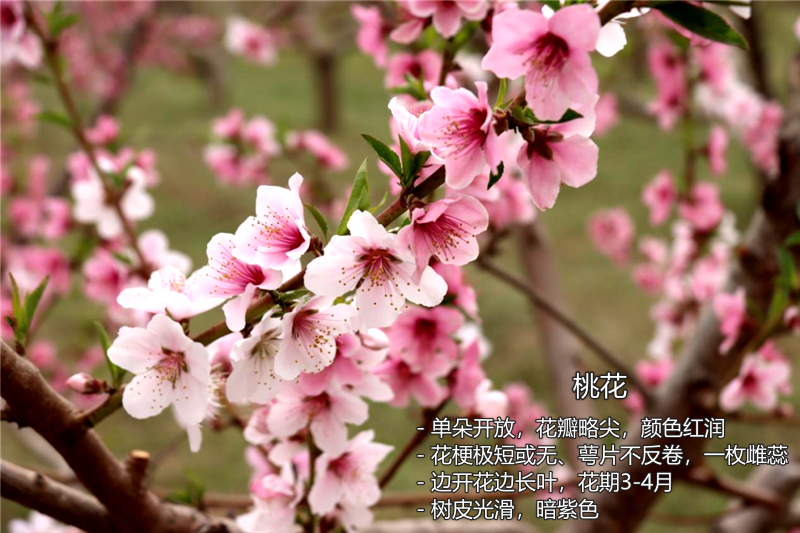 桃花
- 单朵开放，花瓣略尖，颜色红润
- 花梗极短或无、萼片不反卷，一枚雌蕊
- 边开花边长叶，花期3-4月
- 树皮光滑，暗紫色